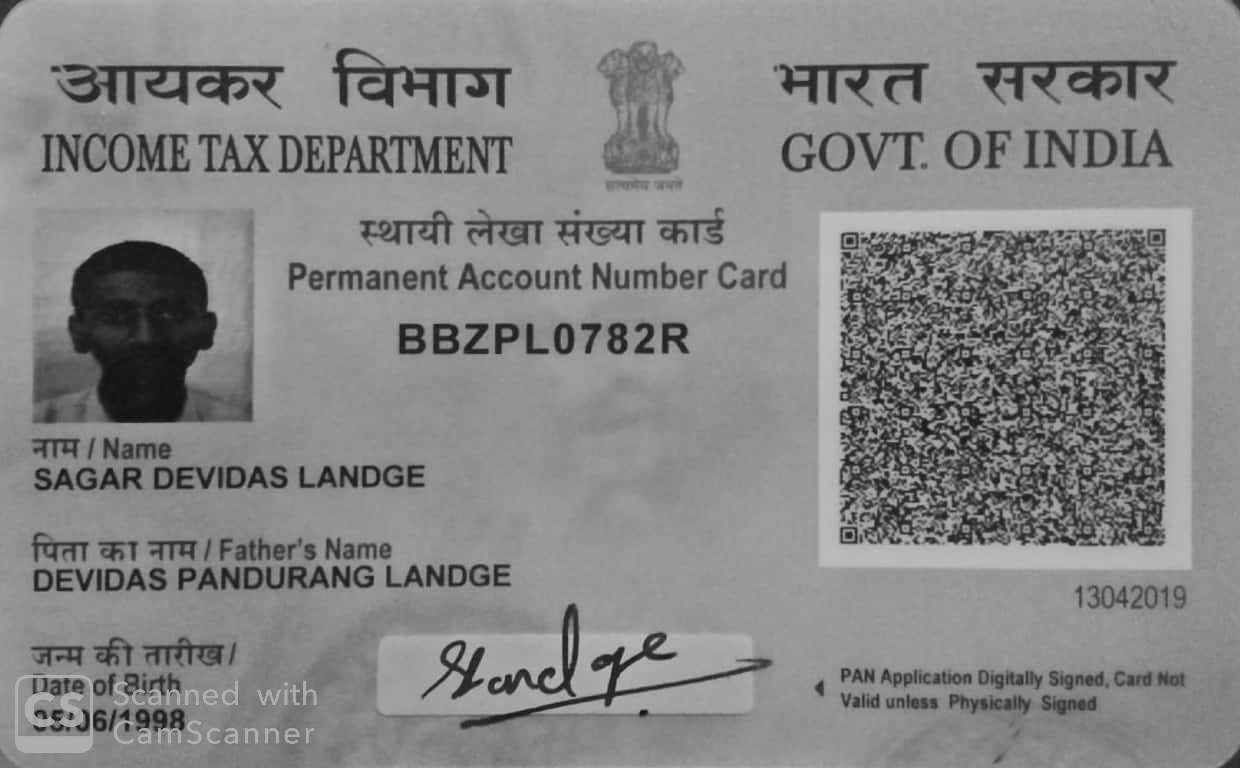 आयकर विभाग
INCOME TAX DEPARTMENT
सत्यमेव जयते
भारत सरकार
GOVT. OF INDIA
स्थायी लेखा संख्या कार्ड
Permanent Account Number Card
BBZPL0782R
नाम / Name
SAGAR DEVIDAS LANDGE
पिता का नाम / Father's Name
DEVIDAS PANDURANG LANDGE
13042019
जन्म की तारीख/
Date of Birth
/06/1998
Slandge
PAN Application Digitally Signed, Card Not
Valid unless Physically Signed
CS
Scanned with
CamScanner